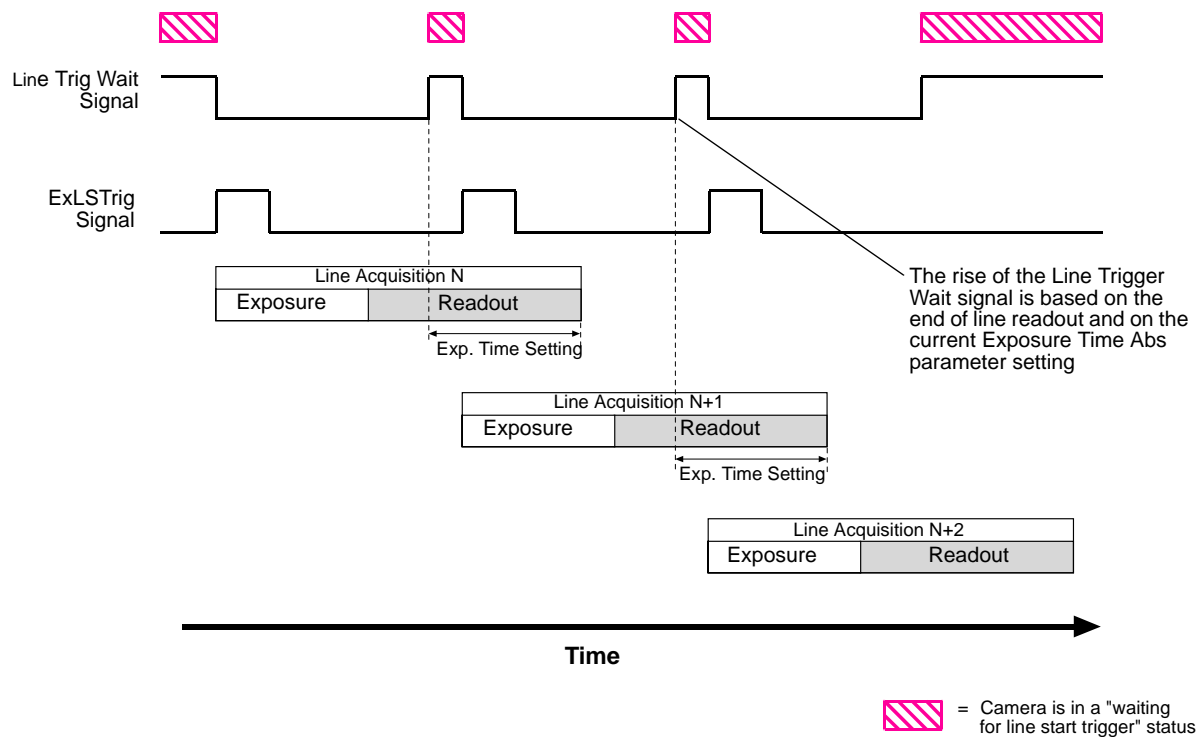 Line Trig Wait
Signal
ExLSTrig
Signal
Line Acquisition N
Exposure Readout
Exp. Time Setting
The rise of the Line Trigger
Wait signal is based on the
end of line readout and on the
current Exposure Time Abs
parameter setting
Line Acquisition N+1
Exposure Readout
Exp. Time Setting
Line Acquisition N+2
Exposure Readout
Time
= Camera is in a "waiting
for line start trigger" status